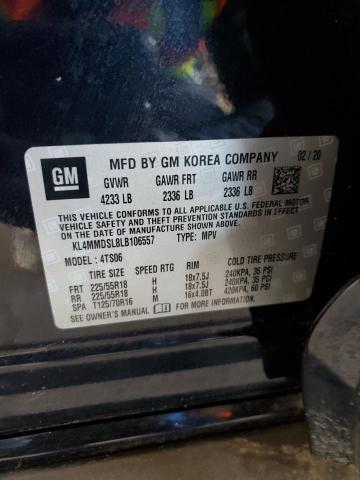 GM
MFD BY GM KOREA COMPANY 02 / 20
GVWR GAWR FRT GAWR RR
4233 LB 2336 LB 2336 LB
THIS VEHICLE CONFORMS TO ALL APPLICABLE U.S. FEDERAL MOTOR
VEHICLE SAFETY STANDARDS IN EFFECT ON THE DATE OF
MANUFACTURE SHOWN ABOVE.
KL4MMDSL8LB106557 TYPE: MPV
MODEL : 4TS06
TIRE SIZE SPEED RTG RIM COLD TIRE PRESSURE
FRT 225/55R18 H 18x7.5J 240KPA, 35 PSI
RR 225/55R18 H 18x7.5J 240KPA, 35 PSI
SPA T125/70R16 M 16x4.0BT 420KPA, 60 PSI
SEE OWNER'S MANUAL FOR MORE INFORMATION.